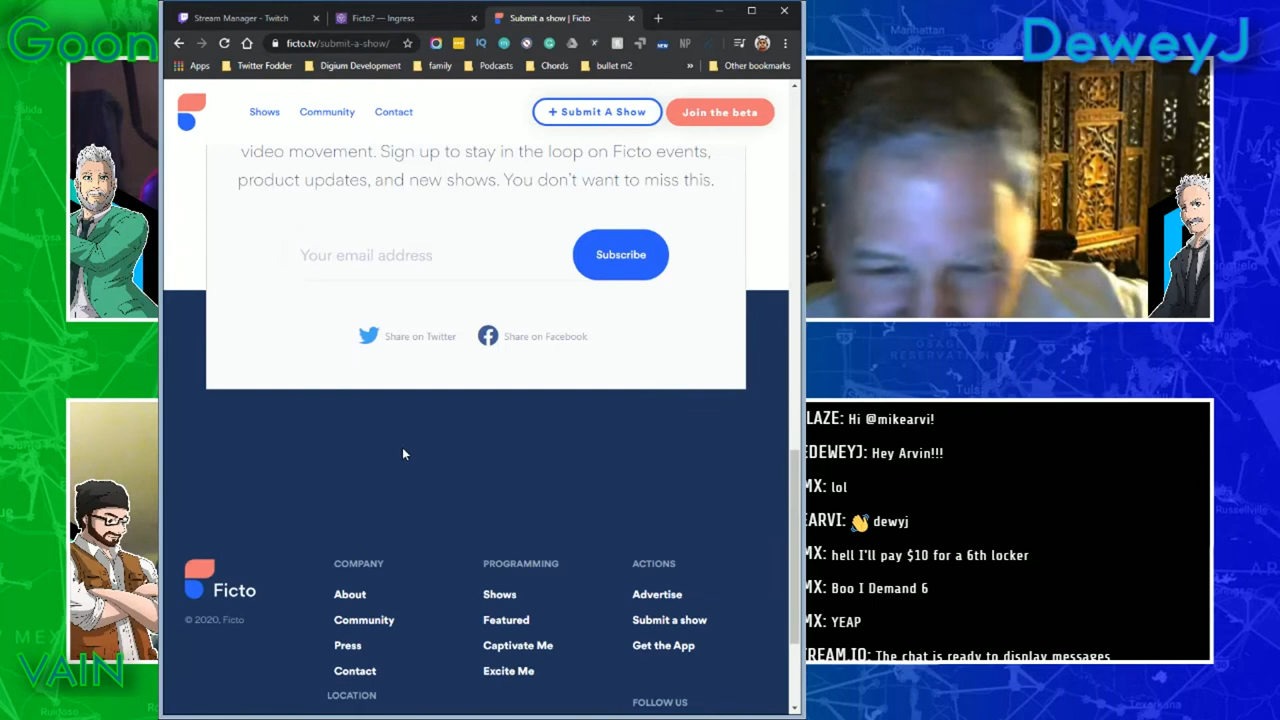 Goon
DeweyJ
Stream Manager - Twitch
Ficto? — Ingress
Submit a show | Ficto
ficto.tv/submit-a-show/
Apps
Twitter Fodder
Digium Development
family
Podcasts
Chords
bullet m2
»
Other bookmarks
Shows
Community
Contact
+ Submit A Show
Join the beta
video movement. Sign up to stay in the loop on Ficto events,
product updates, and new shows. You don't want to miss this.
Your email address
Subscribe
Share on Twitter
Share on Facebook
Ficto
© 2020, Ficto
COMPANY
About
Community
Press
Contact
LOCATION
PROGRAMMING
Shows
Featured
Captivate Me
Excite Me
ACTIONS
Advertise
Submit a show
Get the App
FOLLOW US
LAZE: Hi @mikearvi!
EDEWEYJ: Hey Arvin!!!
MX: lol
EARVI: 👋 dewyj
MX: hell I'll pay $10 for a 6th locker
MX: Boo I Demand 6
MX: YEAP
TREAM.IO: The chat is ready to display messages
VAIN